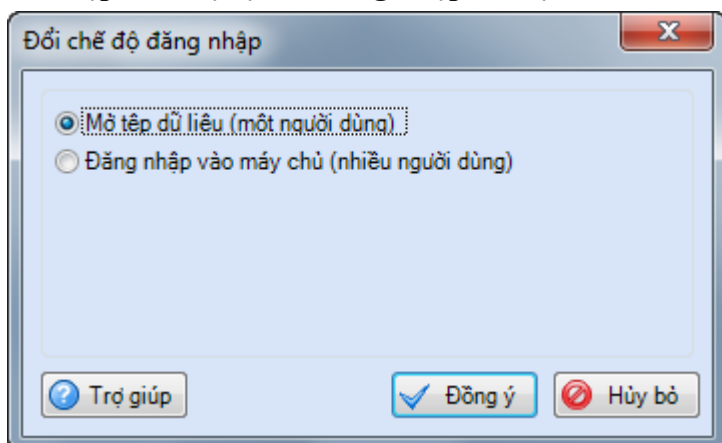 Đổi chế độ đăng nhập
Mở tệp dữ liệu (một người dùng)
Đăng nhập vào máy chủ (nhiều người dùng)
Trợ giúp
Đồng ý
Hủy bỏ